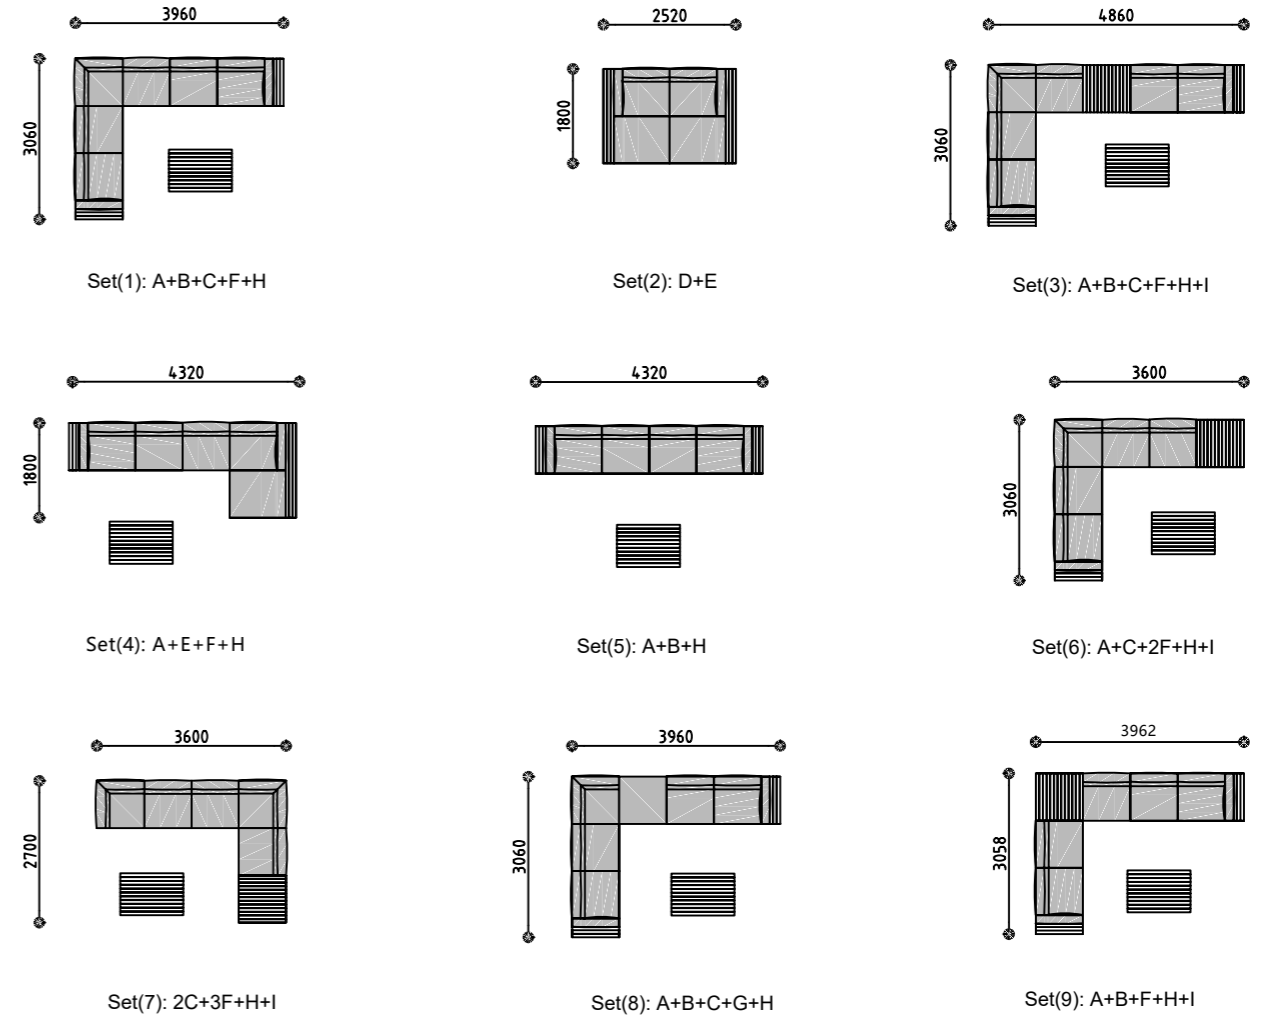 3960
2520
4860
3060
1800
3060
Set(1): A+B+C+F+H
Set(2): D+E
Set(3): A+B+C+F+H+I
4320
4320
3600
1800
3060
Set(4): A+E+F+H
Set(5): A+B+H
Set(6): A+C+2F+H+I
3600
3960
3962
2700
3060
3058
Set(7): 2C+3F+H+I
Set(8): A+B+C+G+H
Set(9): A+B+F+H+I